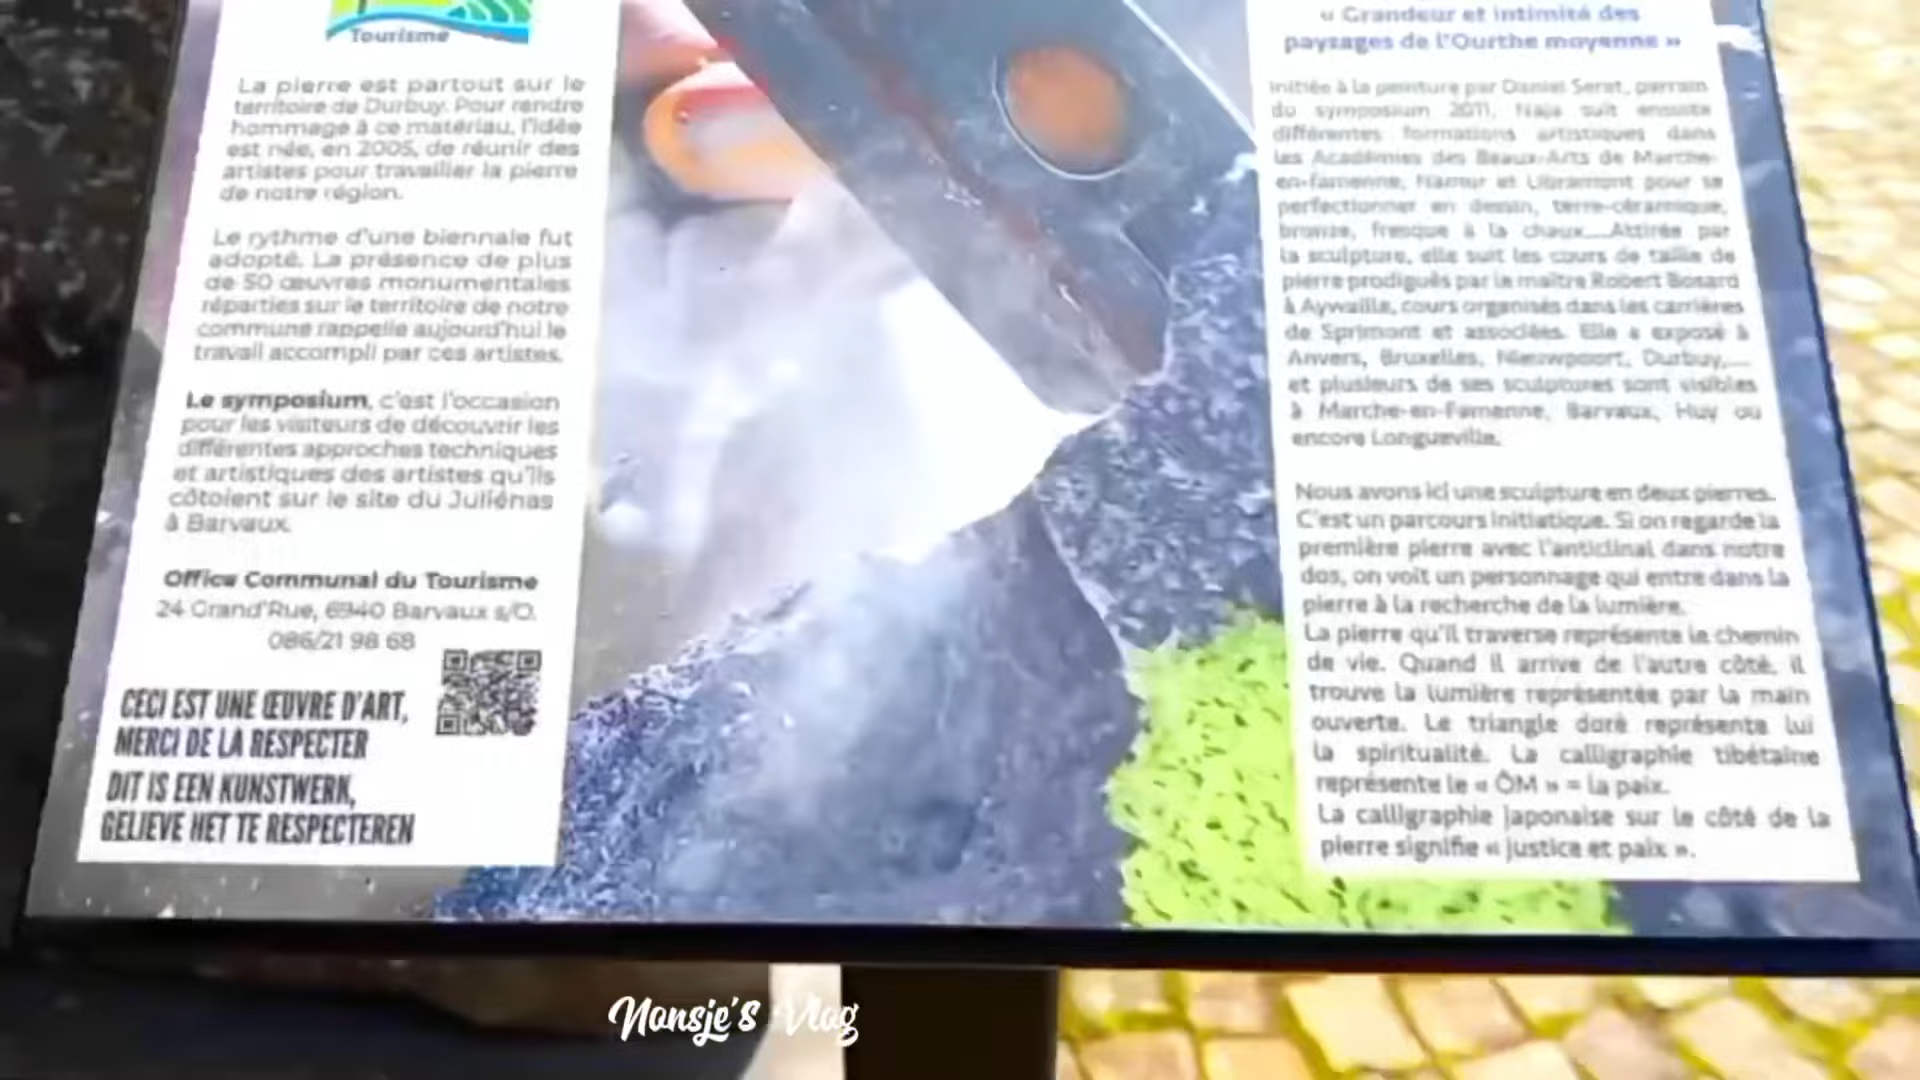 Tourisme
La pierre est partout sur le
territoire de Durbuy. Pour rendre
hommage à ce matériau, l'idée
est née, en 2005, de réunir des
artistes pour travailler la pierre
de notre région.
Le rythme d'une biennale fut
adopté. La présence de plus
de 50 œuvres monumentales
réparties sur le territoire de notre
commune rappelle aujourd'hui le
travail accompli par ces artistes.
Le symposium, c'est l'occasion
pour les visiteurs de découvrir les
différentes approches techniques
et artistiques des artistes qu'ils
côtoient sur le site du Juliénas
à Barvaux.
Office Communal du Tourisme
24 Grand'Rue, 6940 Barvaux s/O.
086/21 98 68
CECI EST UNE ŒUVRE D'ART,
MERCI DE LA RESPECTER
DIT IS EEN KUNSTWERK,
GELIEVE HET TE RESPECTEREN
« Grandeur et intimité des
paysages de l'Ourthe moyenne »
Initiée à la peinture par Daniel Seret, parrain
du symposium 2011, Naja suit ensuite
différentes formations artistiques dans
les Académies des Beaux-Arts de Marche-
en-famenne, Namur et Libramont pour se
perfectionner en dessin, terre-céramique,
bronze, fresque à la chaux... Attirée par
la sculpture, elle suit les cours de taille de
pierre prodigués par le maître Robert Bosard
à Aywaille, cours organisés dans les carrières
de Sprimont et associées. Elle a exposé à
Anvers, Bruxelles, Nieuwpoort, Durbuy,...
et plusieurs de ses sculptures sont visibles
à Marche-en-Famenne, Barvaux, Huy ou
encore Longueville.
Nous avons ici une sculpture en deux pierres.
C'est un parcours initiatique. Si on regarde la
première pierre avec l'anticlinal dans notre
dos, on voit un personnage qui entre dans la
pierre à la recherche de la lumière.
La pierre qu'il traverse représente le chemin
de vie. Quand il arrive de l'autre côté, il
trouve la lumière représentée par la main
ouverte. Le triangle doré représente lui
la spiritualité. La calligraphie tibétaine
représente le « ÔM » = la paix.
La calligraphie japonaise sur le côté de la
pierre signifie « justice et paix ».
Nansje's Vlog